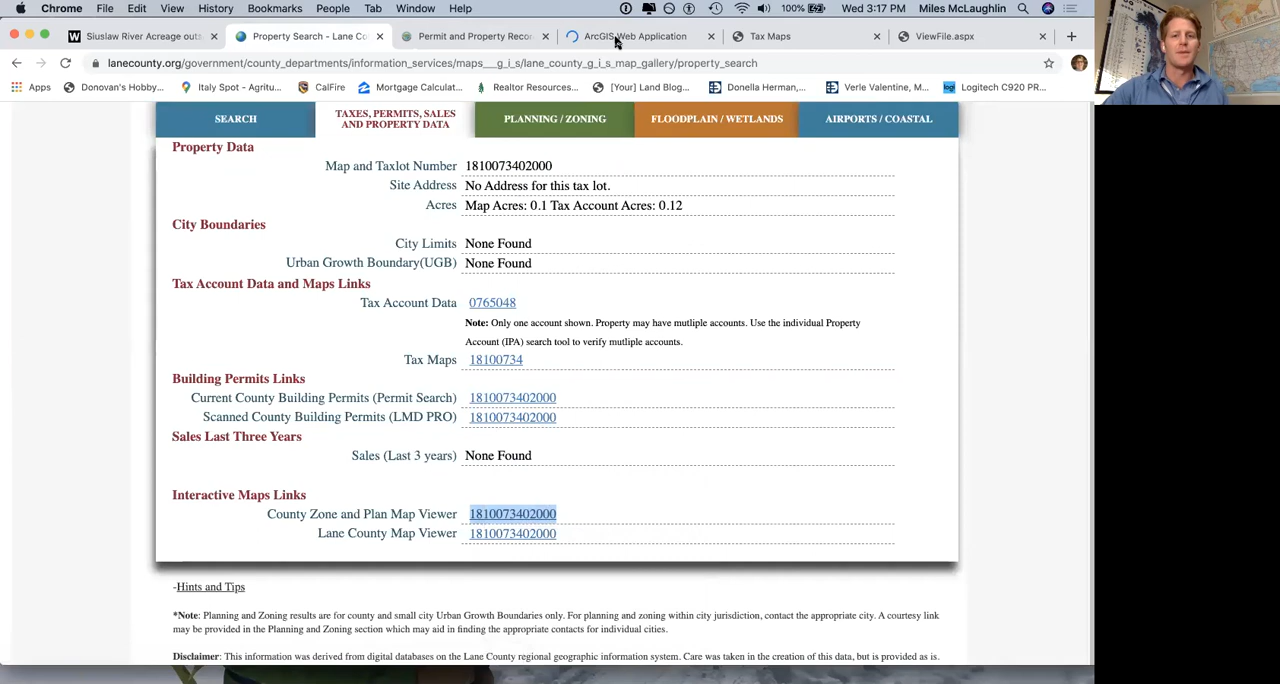 Chrome File Edit View History Bookmarks People Tab Window Help 100% Wed 3:17 PM Miles McLaughlin
Siuslaw River Acreage outs Property Search - Lane Co Permit and Property Reco ArcGIS Web Application Tax Maps ViewFile.aspx
Apps Donovan's Hobby... Italy Spot - Agritu... CalFire Mortgage Calculat... Realtor Resources... [Your] Land Blog... Donella Herman,... Verle Valentine, M... Logitech C920 PR...
SEARCH
TAXES, PERMITS, SALES
AND PROPERTY DATA
PLANNING / ZONING
FLOODPLAIN / WETLANDS
AIRPORTS / COASTAL
Property Data
Map and Taxlot Number 1810073402000
Site Address No Address for this tax lot.
Acres Map Acres: 0.1 Tax Account Acres: 0.12
City Boundaries
City Limits None Found
Urban Growth Boundary(UGB) None Found
Tax Account Data and Maps Links
Tax Account Data 0765048
Note: Only one account shown. Property may have mutliple accounts. Use the individual Property
Account (IPA) search tool to verify mutliple accounts.
Tax Maps 18100734
Building Permits Links
Current County Building Permits (Permit Search) 1810073402000
Scanned County Building Permits (LMD PRO) 1810073402000
Sales Last Three Years
Sales (Last 3 years) None Found
Interactive Maps Links
County Zone and Plan Map Viewer 1810073402000
Lane County Map Viewer 1810073402000
-Hints and Tips
*Note: Planning and Zoning results are for county and small city Urban Growth Boundaries only. For planning and zoning within city jurisdiction, contact the appropriate city. A courtesy link
may be provided in the Planning and Zoning section which may aid in finding the appropriate contacts for individual cities.
Disclaimer: This information was derived from digital databases on the Lane County regional geographic information system. Care was taken in the creation of this data, but is provided as is.